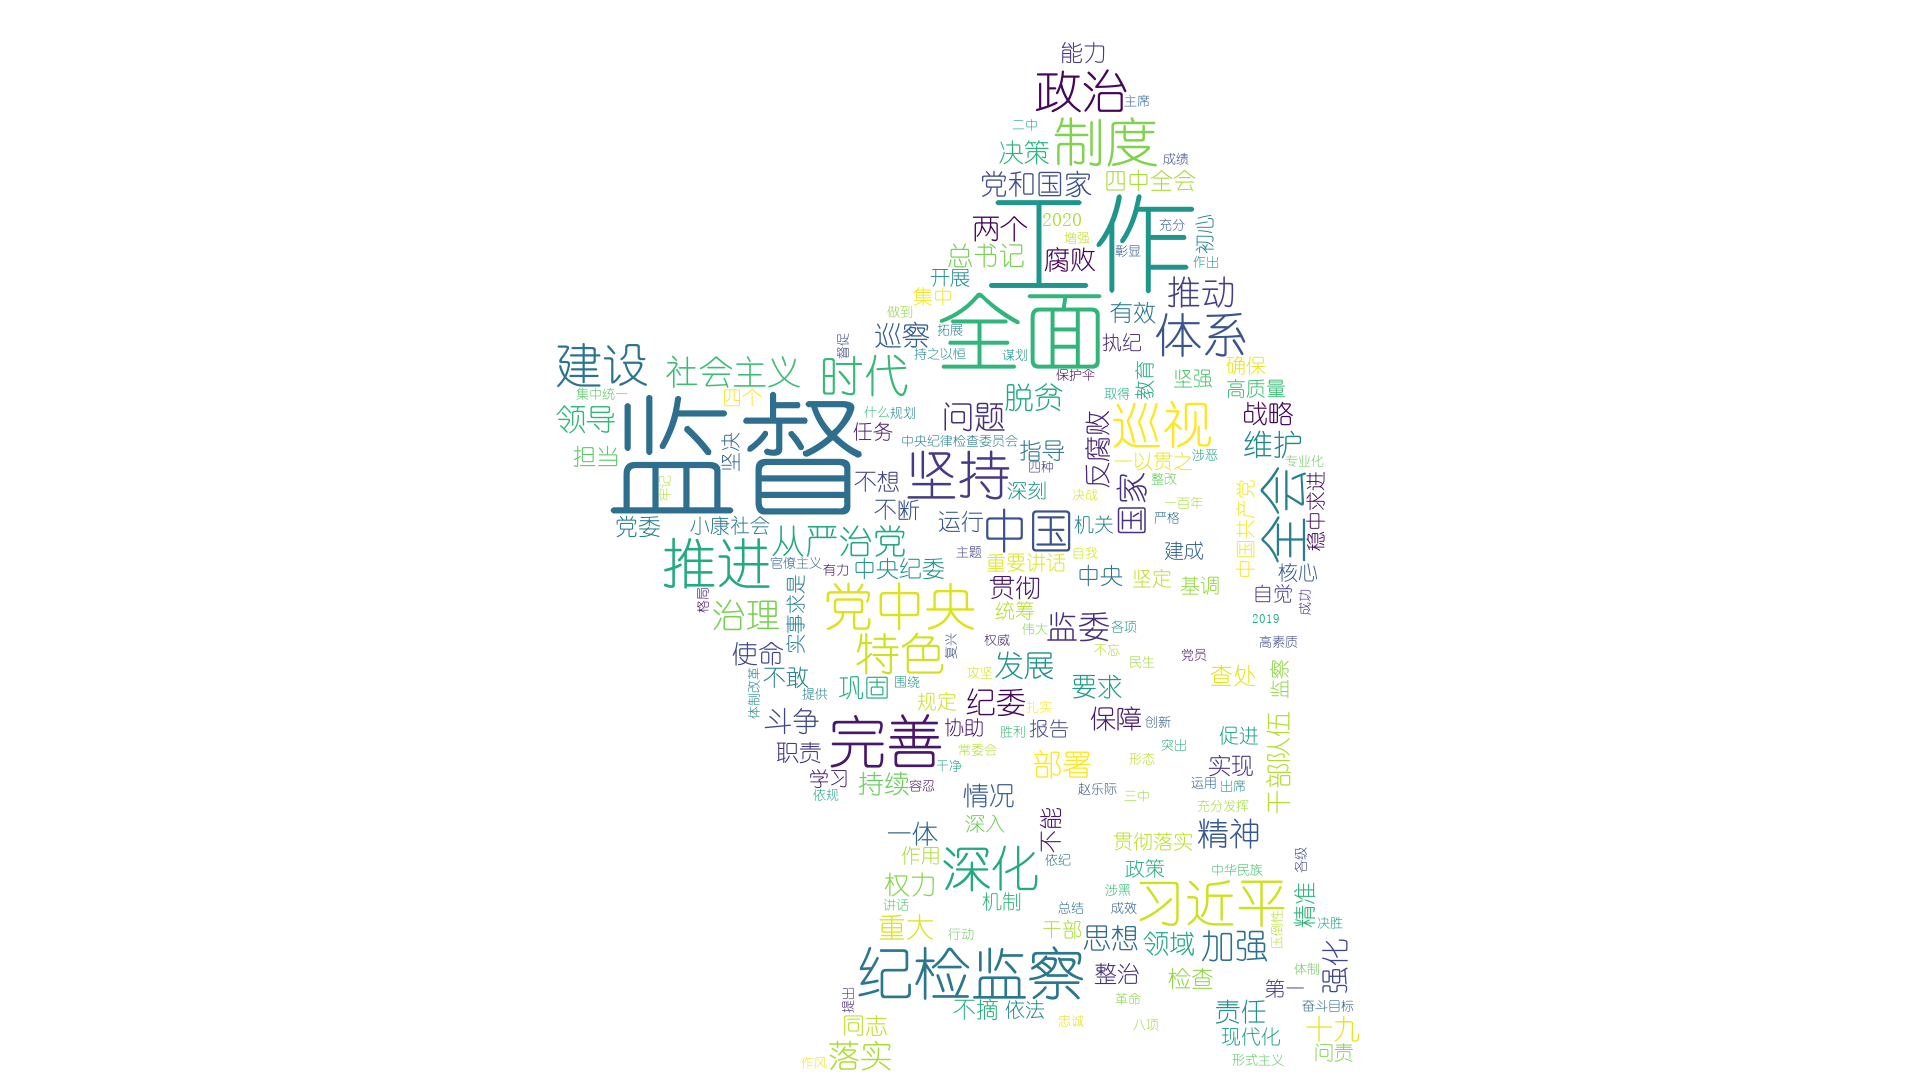 能力
政治
主席
二中
制度
决策
成绩
党和国家
四中全会
工作
两个
2020
充分
初心
增强
总书记
腐败
彰显
作出
开展
推动
集中
全面
做到
有效
体系
巡察
拓展
执纪
督促
持之以恒
谋划
建设
社会主义
时代
保护伞
教育
坚强
确保
高质量
集中统一
四个
脱贫
取得
领导
监督
什么
规划
问题
巡视
战略
任务
反腐败
中央纪律检查委员会
指导
维护
坚决
担当
四种
一以贯之
涉恶
专业化
坚持
不想
深刻
整改
国家
全会
稳中求进
牢记
决战
一百年
中国共产党
不断
党委
小康社会
运行
中国
机关
严格
从严治党
推进
主题
自我
建成
官僚主义
有力
中央纪委
重要讲话
中央
坚定
基调
核心
贯彻
自觉
成功
格局
实事求是
党中央
治理
统筹
监委
各项
2019
伟大
特色
复兴
权威
高素质
使命
不忘
党员
民生
发展
体制改革
不敢
攻坚
查处
监察
提供
巩固
围绕
要求
规定
纪委
扎实
斗争
完善
协助
胜利
报告
保障
创新
干部队伍
职责
常委会
突出
促进
干净
部署
形态
实现
学习
持续
容忍
依规
情况
赵乐际
三中
运用
出席
充分发挥
深入
不能
一体
精神
作用
深化
依纪
贯彻落实
各级
政策
中华民族
权力
涉黑
习近平
精准
讲话
机制
总结
成效
压倒性
决胜
重大
行动
干部
思想
领域
加强
强化
纪检监察
整治
检查
体制
第一
提出
不摘
依法
革命
责任
奋斗目标
同志
忠诚
八项
十九
现代化
落实
作风
形式主义
问责